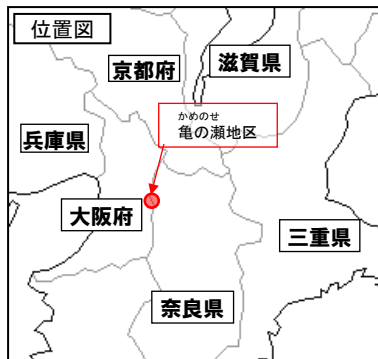 位置図
京都府
滋賀県
かめのせ
亀の瀬地区
兵庫県
大阪府
三重県
奈良県